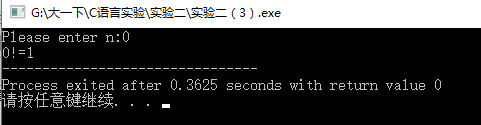 G:\大一下\C语言实验\实验二\实验二（3）.exe
Please enter n:0
0!=1
--------------------------------
Process exited after 0.3625 seconds with return value 0
请按任意键继续. . .